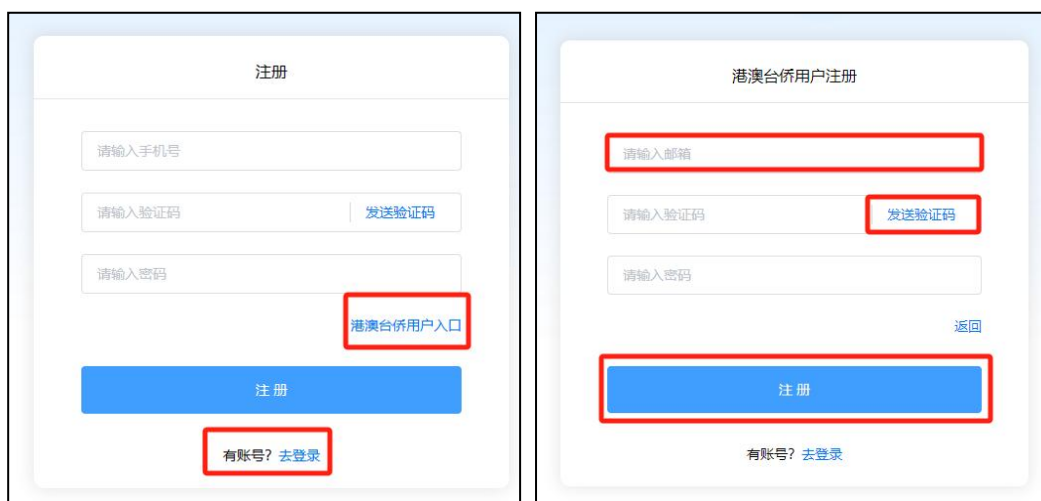 注册
请输入手机号
请输入验证码 发送验证码
请输入密码
港澳台侨用户入口
注册
有账号？去登录
港澳台侨用户注册
请输入邮箱
请输入验证码 发送验证码
请输入密码
返回
注册
有账号？去登录